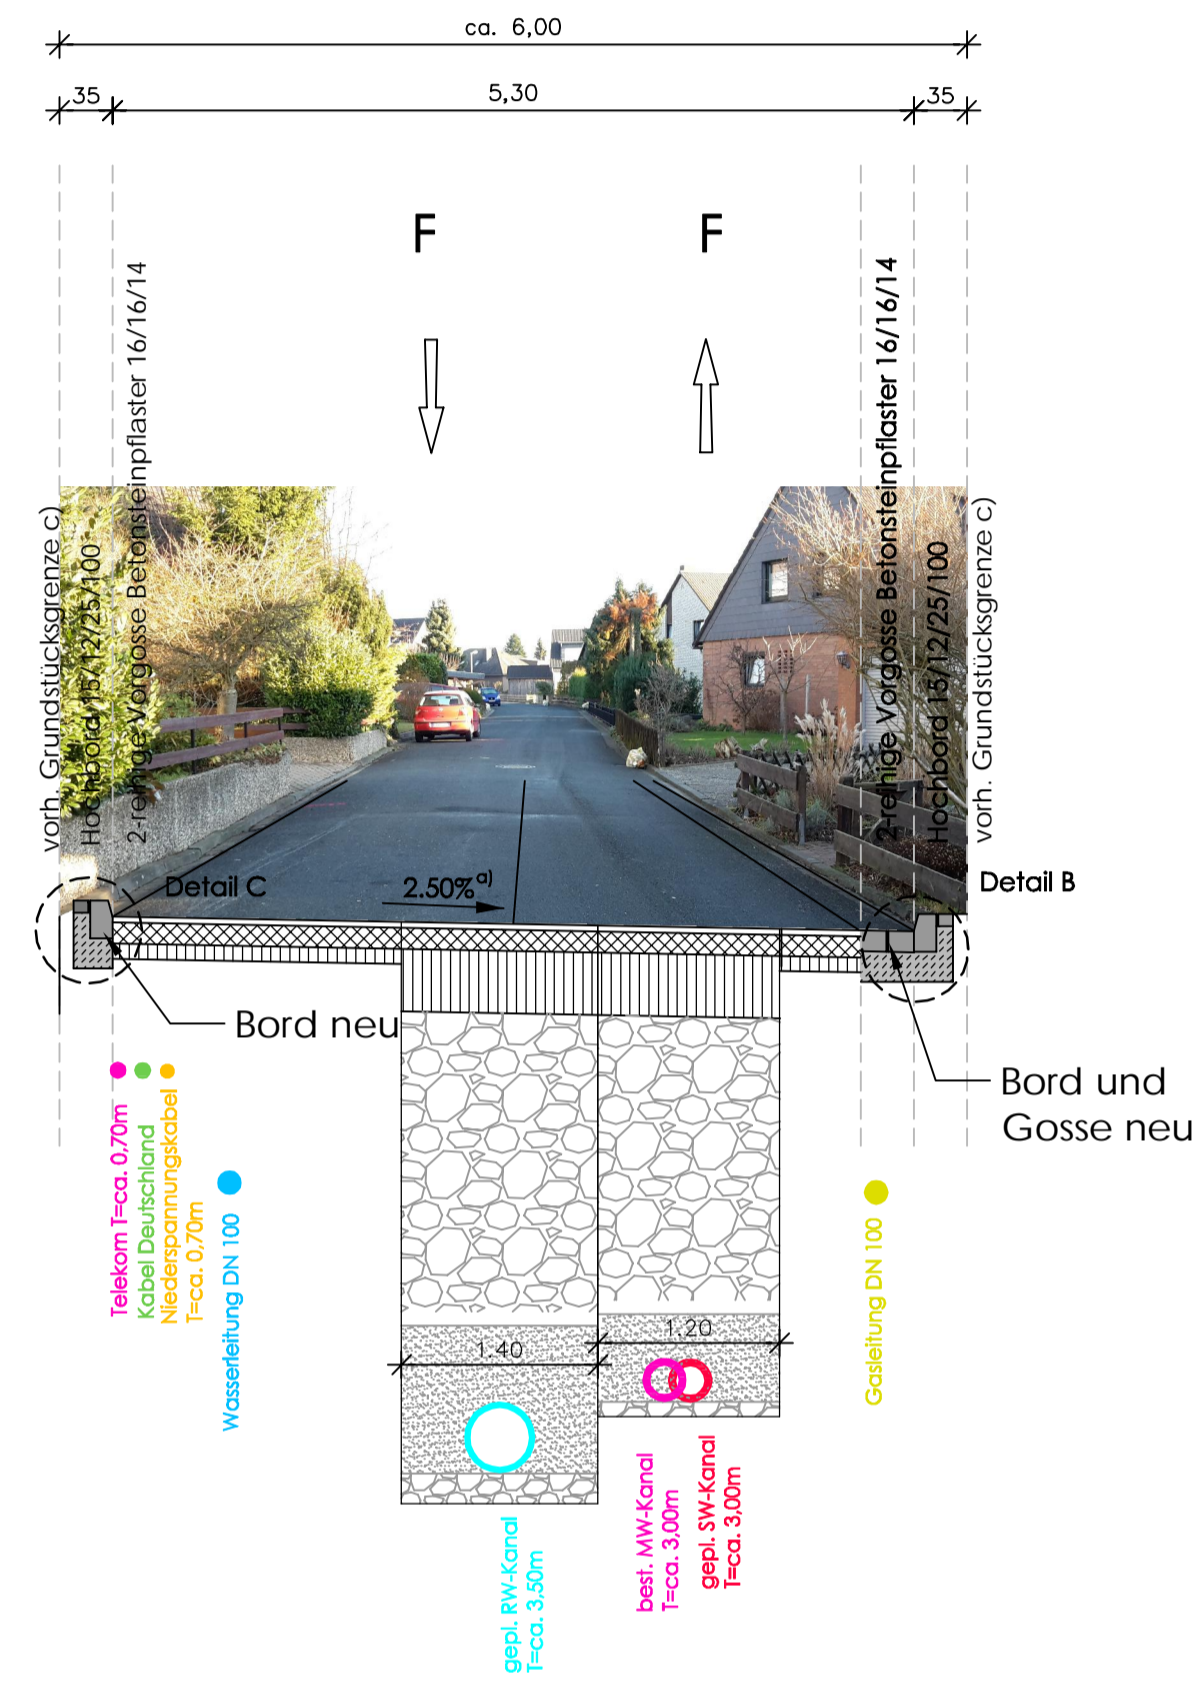 ca. 6,00
35
5,30
35
F
F
vorh. Grundstücksgrenze c)
Hochbord 15/12/25/100
2-reihige Vorgosse Betonsteinpflaster 16/16/14
2-reihige Vorgosse Betonsteinpflaster 16/16/14
Hochbord 15/12/25/100
vorh. Grundstücksgrenze c)
Detail C
2.50% a)
Detail B
Bord neu
Bord und
Gosse neu
Telekom T=ca. 0,70m
Kabel Deutschland
Niederspannungskabel
T=ca. 0,70m
Wasserleitung DN 100
Gasleitung DN 100
1.40
1.20
gepl. RW-Kanal
T=ca. 3,50m
best. MW-Kanal
T=ca. 3,00m
gepl. SW-Kanal
T=ca. 3,00m